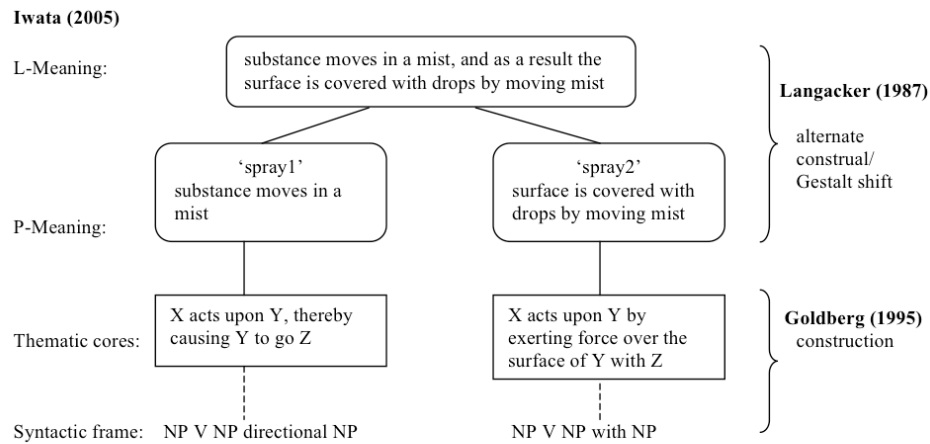 Iwata (2005)
L-Meaning:
substance moves in a mist, and as a result the
surface is covered with drops by moving mist
Langacker (1987)
alternate
construal/
Gestalt shift
‘spray1’
substance moves in a
mist
‘spray2’
surface is covered with
drops by moving mist
P-Meaning:
Thematic cores:
X acts upon Y, thereby
causing Y to go Z
X acts upon Y by
exerting force over the
surface of Y with Z
Goldberg (1995)
construction
Syntactic frame:
NP V NP directional NP
NP V NP with NP